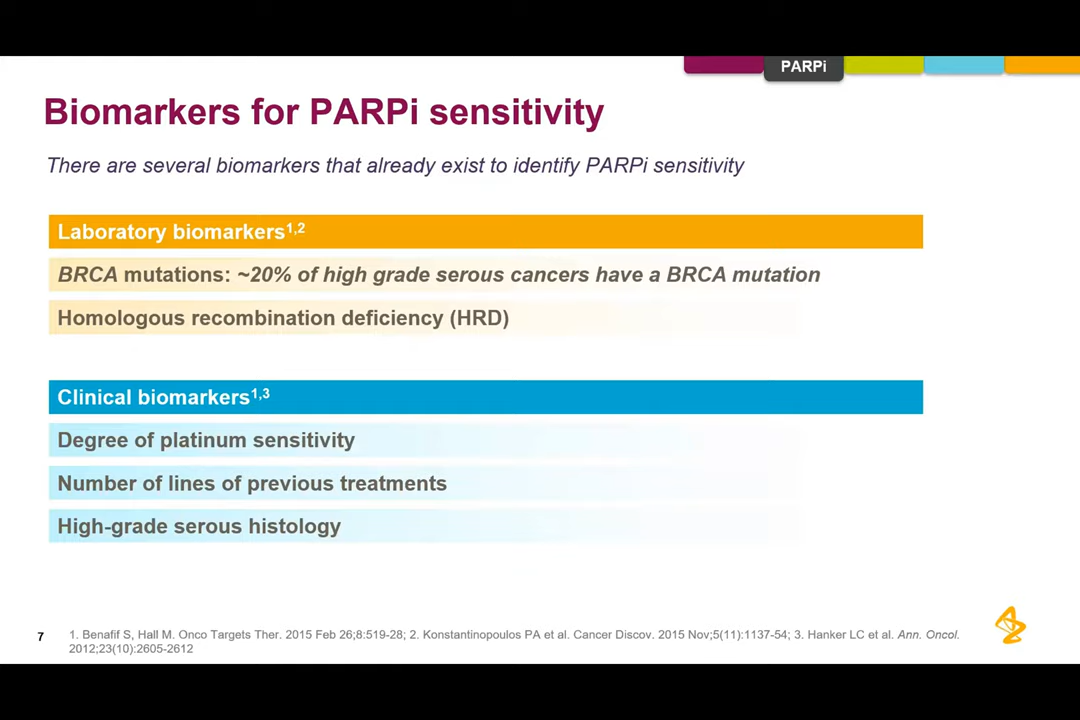 PARPi
Biomarkers for PARPi sensitivity
There are several biomarkers that already exist to identify PARPi sensitivity
Laboratory biomarkers1,2
BRCA mutations: ~20% of high grade serous cancers have a BRCA mutation
Homologous recombination deficiency (HRD)
Clinical biomarkers1,3
Degree of platinum sensitivity
Number of lines of previous treatments
High-grade serous histology
7
1. Benafif S, Hall M. Onco Targets Ther. 2015 Feb 26;8:519-28; 2. Konstantinopoulos PA et al. Cancer Discov. 2015 Nov;5(11):1137-54; 3. Hanker LC et al. Ann. Oncol.
2012;23(10):2605-2612